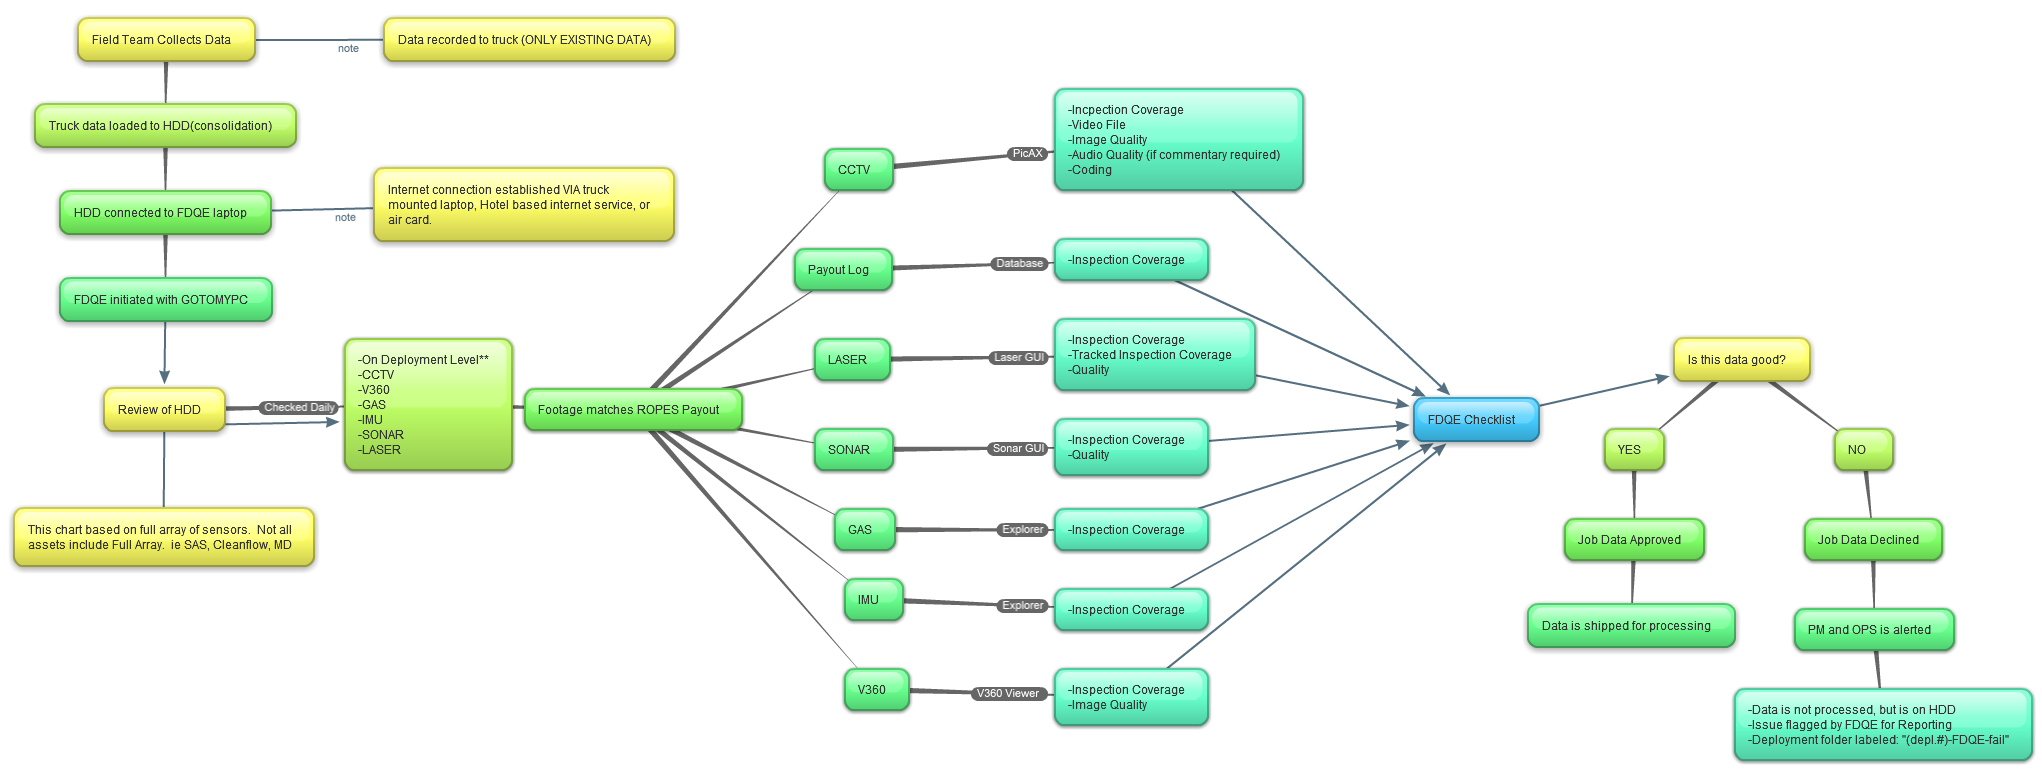 Field Team Collects Data
note
Data recorded to truck (ONLY EXISTING DATA)
Truck data loaded to HDD(consolidation)
HDD connected to FDQE laptop
note
Internet connection established VIA truck
mounted laptop, Hotel based internet service, or
air card.
FDQE initiated with GOTOMYPC
Review of HDD
Checked Daily
This chart based on full array of sensors.  Not all
assets include Full Array.  ie SAS, Cleanflow, MD
-On Deployment Level**
-CCTV
-V360
-GAS
-IMU
-SONAR
-LASER
Footage matches ROPES Payout
CCTV
PicAX
-Incpection Coverage
-Video File
-Image Quality
-Audio Quality (if commentary required)
-Coding
Payout Log
Database
-Inspection Coverage
LASER
Laser GUI
-Inspection Coverage
-Tracked Inspection Coverage
-Quality
SONAR
Sonar GUI
-Inspection Coverage
-Quality
GAS
Explorer
-Inspection Coverage
IMU
Explorer
-Inspection Coverage
V360
V360 Viewer
-Inspection Coverage
-Image Quality
FDQE Checklist
Is this data good?
YES
Job Data Approved
Data is shipped for processing
NO
Job Data Declined
PM and OPS is alerted
-Data is not processed, but is on HDD
-Issue flagged by FDQE for Reporting
-Deployment folder labeled: "(depl.#)-FDQE-fail"